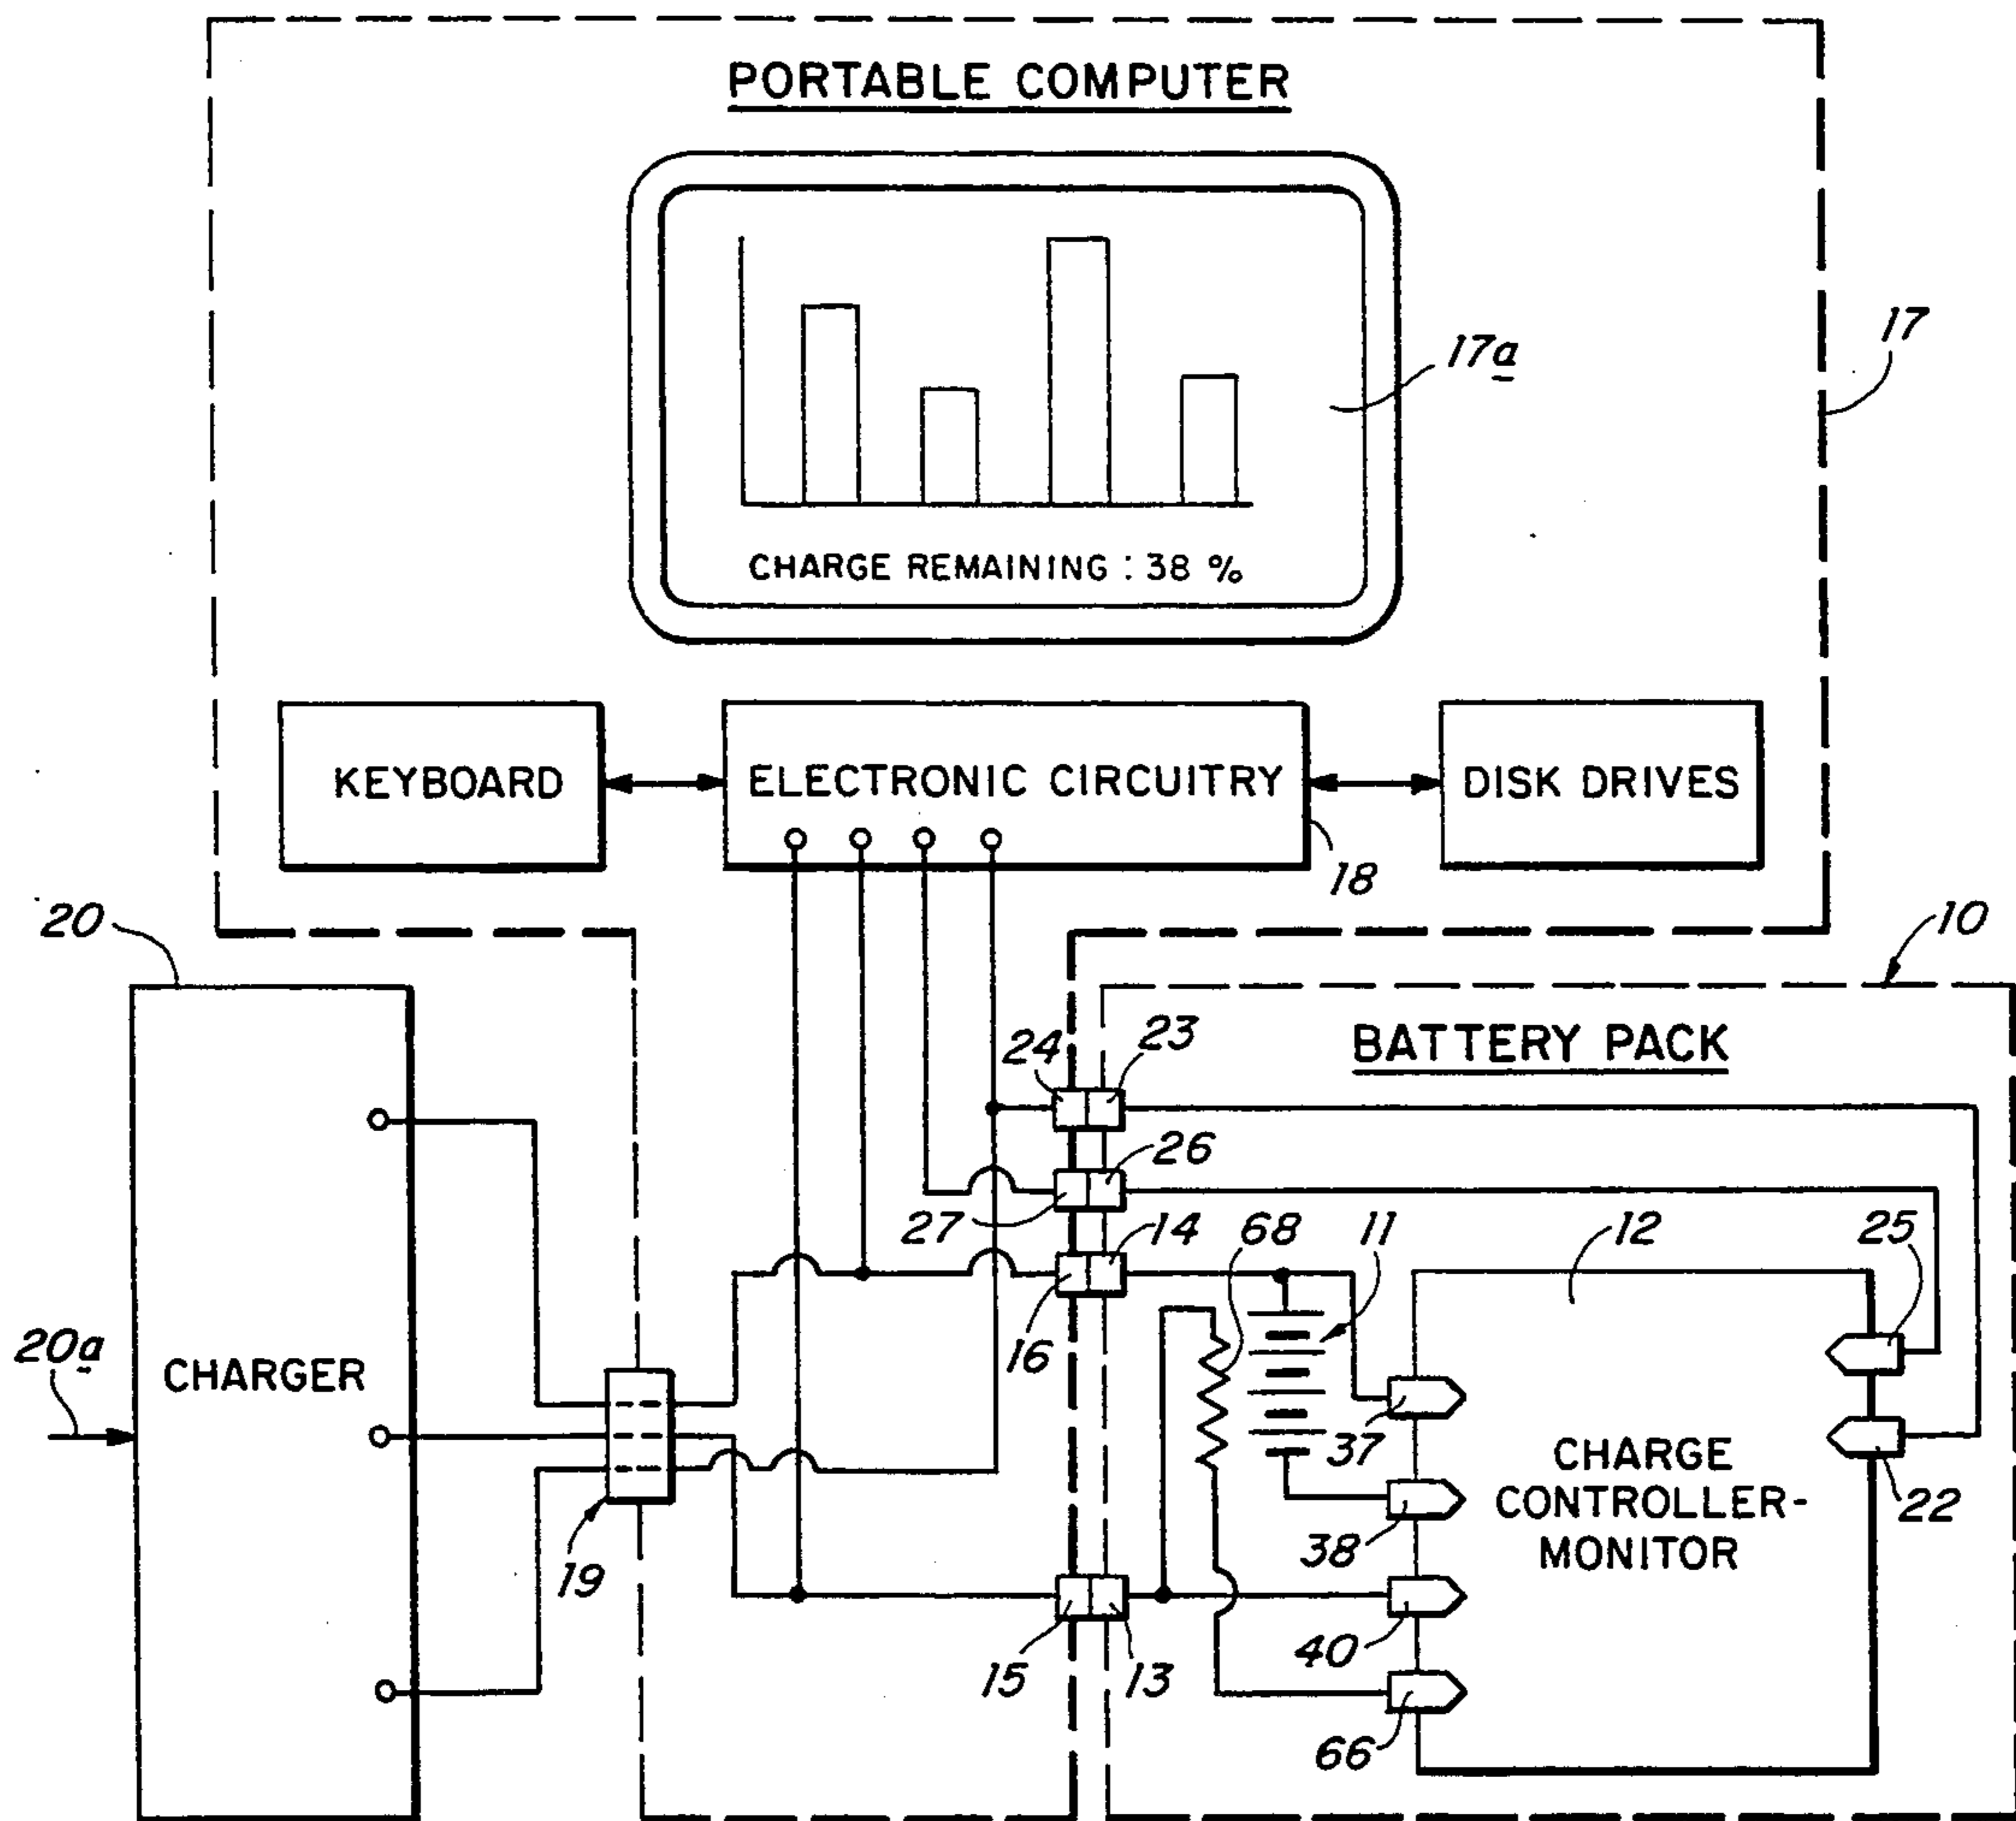 PORTABLE COMPUTER
17
17a
CHARGE REMAINING : 38 %
KEYBOARD
ELECTRONIC CIRCUITRY
DISK DRIVES
18
20
10
BATTERY PACK
24
23
26
27
14
68
11
12
25
16
20a
CHARGER
37
CHARGE
CONTROLLER-
MONITOR
22
38
19
40
15
13
66